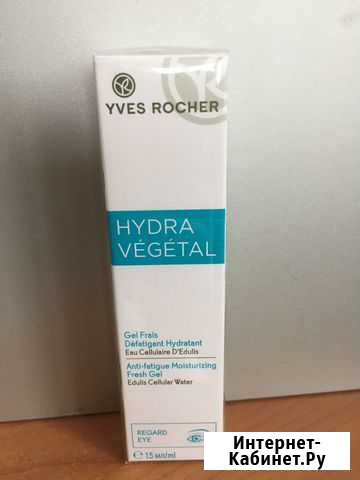 YVES ROCHER
HYDRA
VÉGÉTAL
Gel Frais
Défatigant Hydratant
Eau Cellulaire D'Edulis
Anti-fatigue Moisturizing
Fresh Gel
Edulis Cellular Water
REGARD
EYE
℮ 15 мл/ml
Интернет-
Кабинет.Ру